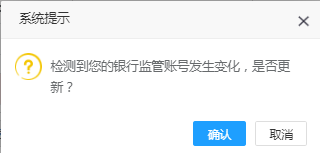 系统提示
检测到您的银行监管账号发生变化，是否更
新？
确认
取消